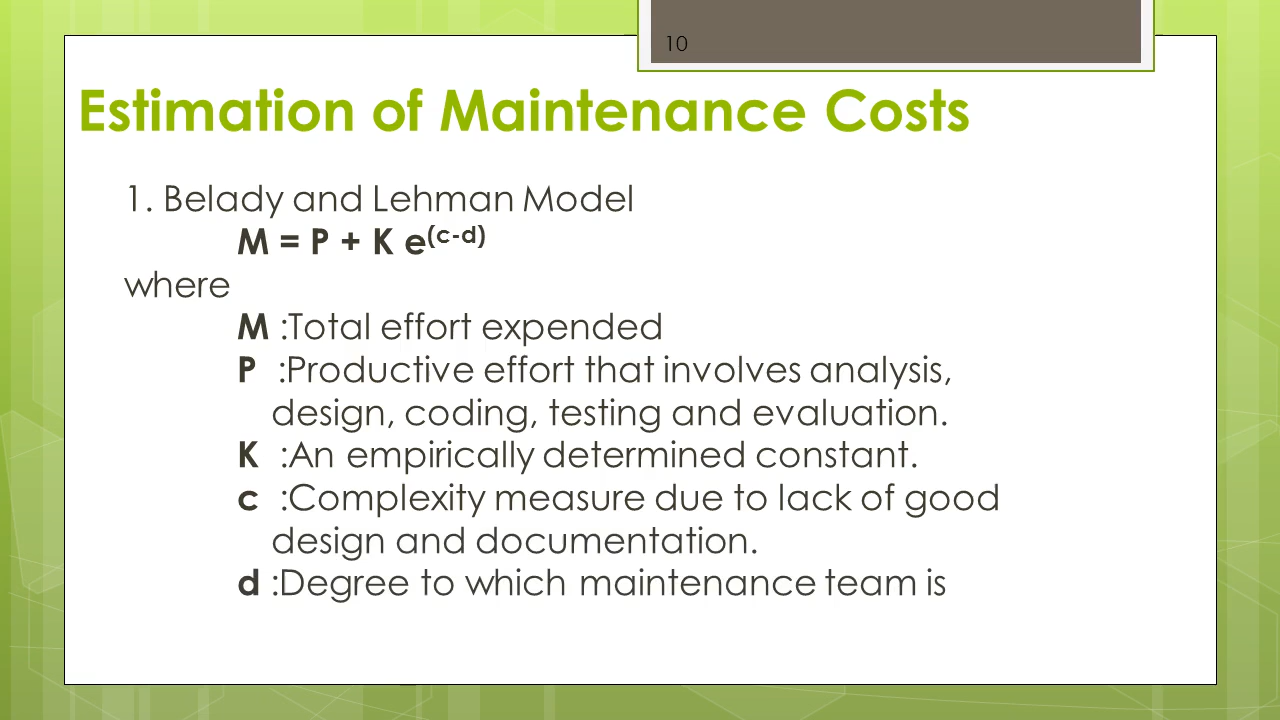 10
Estimation of Maintenance Costs
1. Belady and Lehman Model
M = P + K e(c-d)
where
M :Total effort expended
P :Productive effort that involves analysis,
design, coding, testing and evaluation.
K :An empirically determined constant.
c :Complexity measure due to lack of good
design and documentation.
d :Degree to which maintenance team is